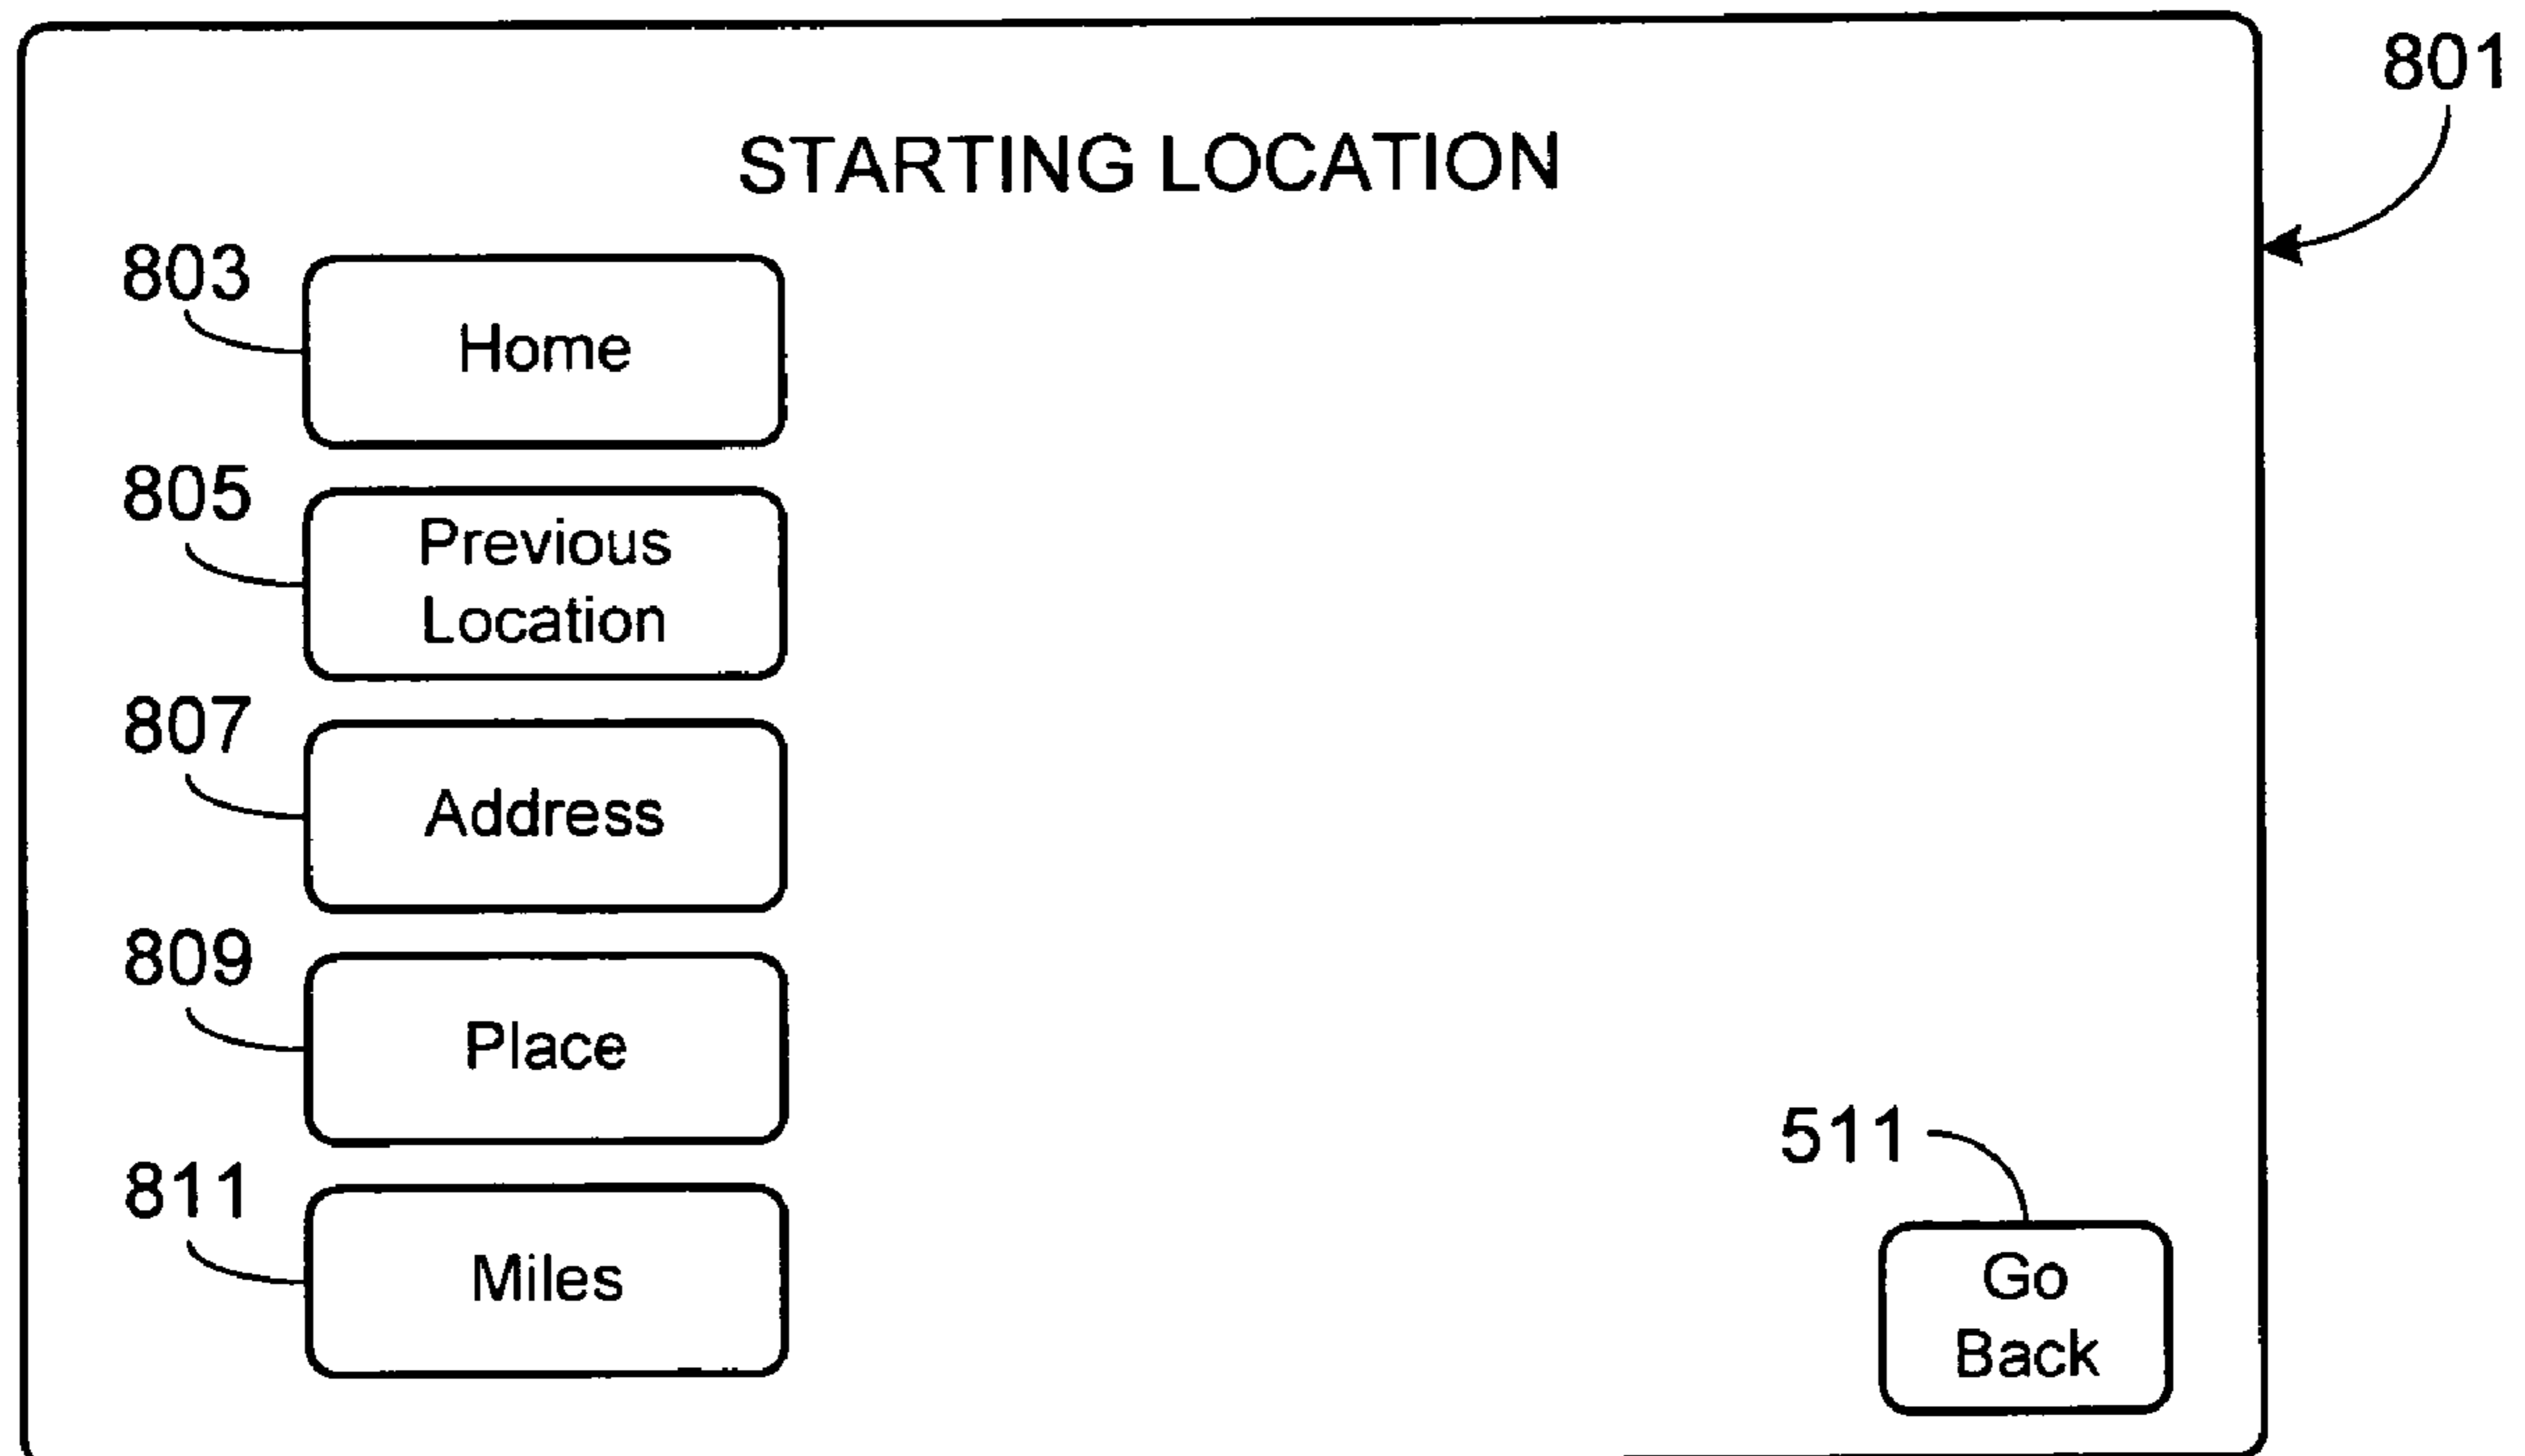 801
STARTING LOCATION
803
Home
805
Previous
Location
807
Address
809
Place
811
Miles
511
Go
Back